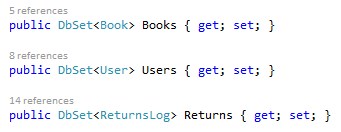 5 references
public DbSet<Book> Books { get; set; }
8 references
public DbSet<User> Users { get; set; }
14 references
public DbSet<ReturnsLog> Returns { get; set; }